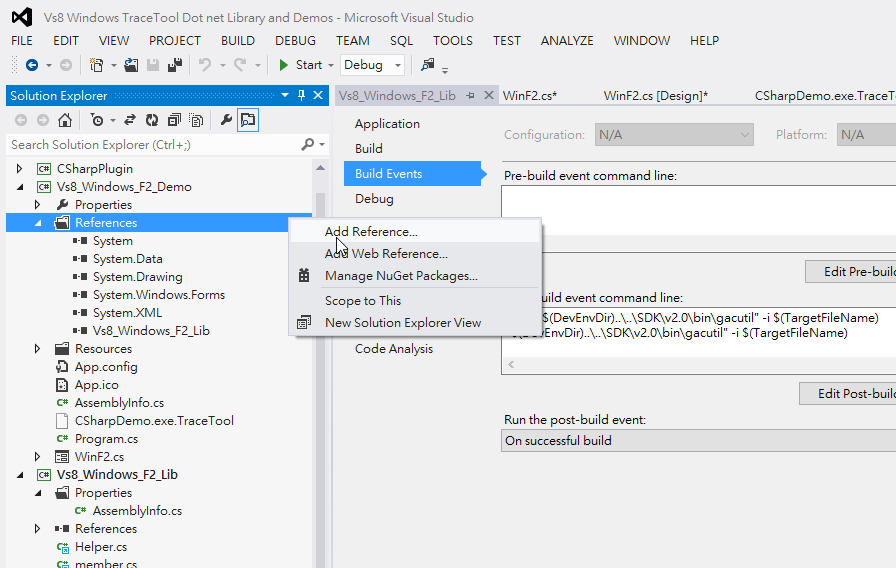 Vs8 Windows TraceTool Dot net Library and Demos - Microsoft Visual Studio
FILE EDIT VIEW PROJECT BUILD DEBUG TEAM SQL TOOLS TEST ANALYZE WINDOW HELP
Start Debug
Solution Explorer
Search Solution Explorer (Ctrl+;)
CSharpPlugin
Vs8_Windows_F2_Demo
Properties
References
System
System.Data
System.Drawing
System.Windows.Forms
System.XML
Vs8_Windows_F2_Lib
Resources
App.config
App.ico
AssemblyInfo.cs
CSharpDemo.exe.TraceTool
Program.cs
WinF2.cs
Vs8_Windows_F2_Lib
Properties
AssemblyInfo.cs
References
Helper.cs
member.cs
Vs8_Windows_F2_Lib WinF2.cs* WinF2.cs [Design]* CSharpDemo.exe.TraceT
Application
Build
Build Events
Debug
Code Analysis
Add Reference...
Add Web Reference...
Manage NuGet Packages...
Scope to This
New Solution Explorer View
Configuration: N/A Platform: N/A
Pre-build event command line:
Edit Pre-buil
build event command line:
$(DevEnvDir)..\..\SDK\v2.0\bin\gacutil" -i $(TargetFileName)
$(DevEnvDir)..\..\SDK\v2.0\bin\gacutil" -i $(TargetFileName)
Edit Post-buil
Run the post-build event:
On successful build